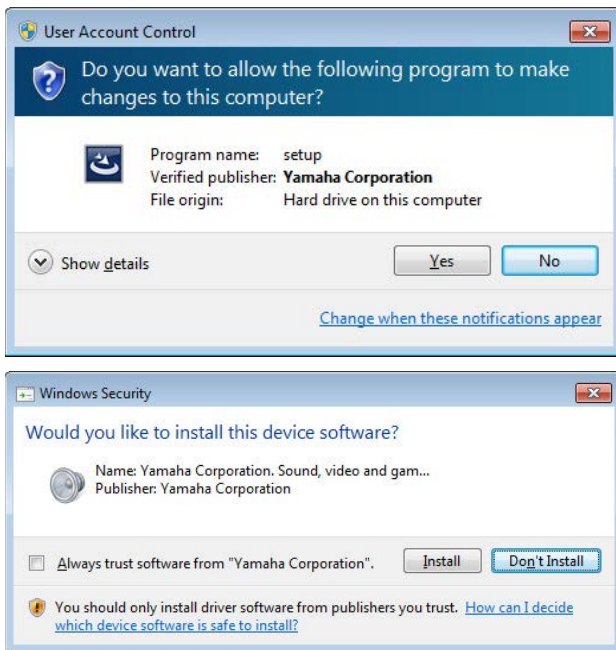 User Account Control
Do you want to allow the following program to make
changes to this computer?
Program name: setup
Verified publisher: Yamaha Corporation
File origin: Hard drive on this computer
Show details
Yes
No
Change when these notifications appear
Windows Security
Would you like to install this device software?
Name: Yamaha Corporation. Sound, video and gam...
Publisher: Yamaha Corporation
Always trust software from "Yamaha Corporation".
Install
Don't Install
You should only install driver software from publishers you trust. How can I decide
which device software is safe to install?